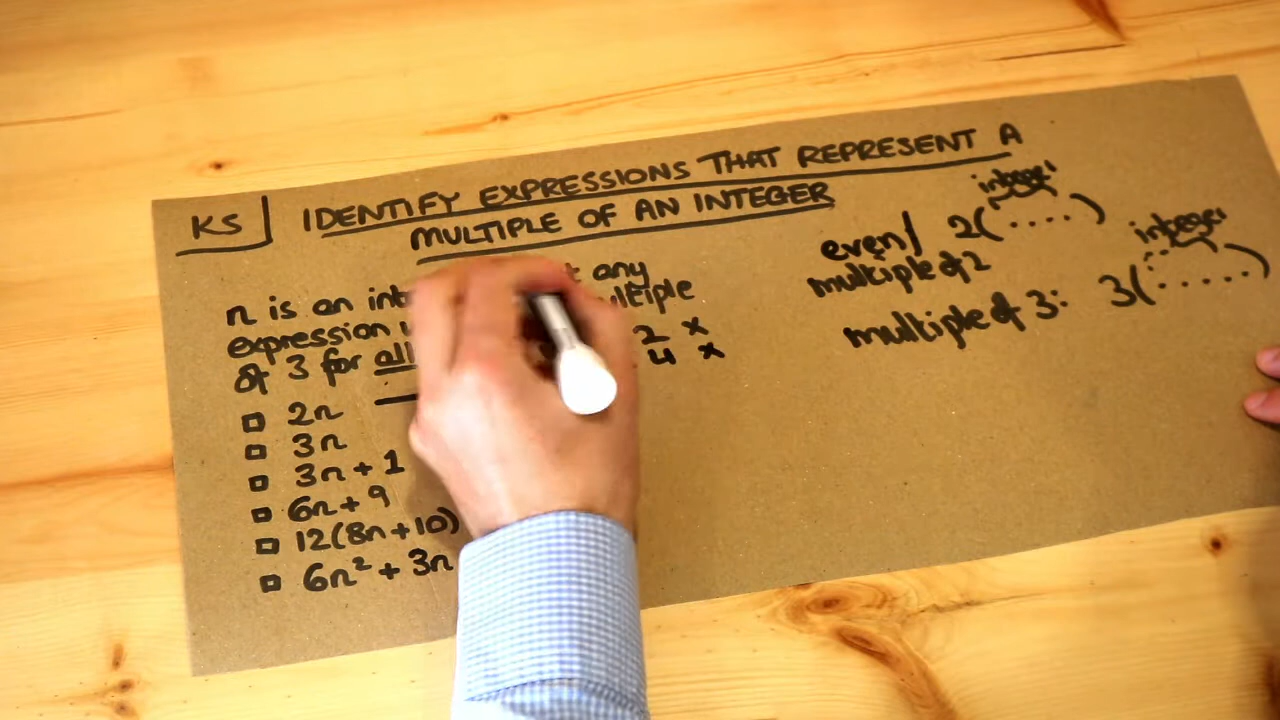 KS IDENTIFY EXPRESSIONS THAT REPRESENT A
MULTIPLE OF AN INTEGER
n is an int any
expression
of 3 for all
2n
3n
3n + 1
6n + 9
12(8n+10)
6n² + 3n
2 x
4 x
even/ 2(....)
integer
multiple of 2
multiple of 3: 3(.....)
integer